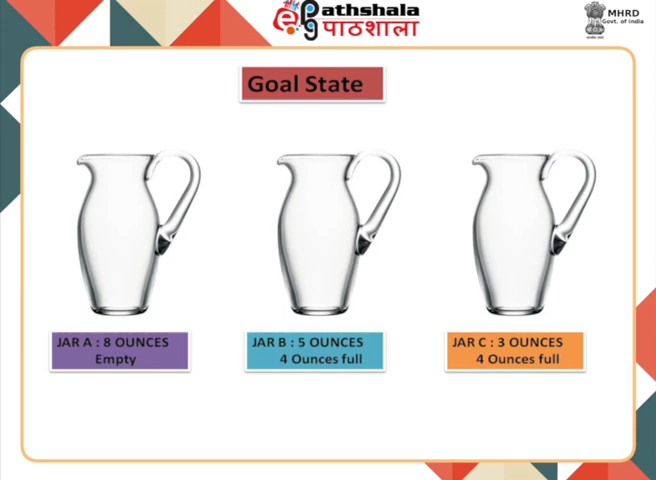 ePathshala
पाठशाला
MHRD
Govt. of India
Goal State
JAR A : 8 OUNCES
Empty
JAR B : 5 OUNCES
4 Ounces full
JAR C : 3 OUNCES
4 Ounces full